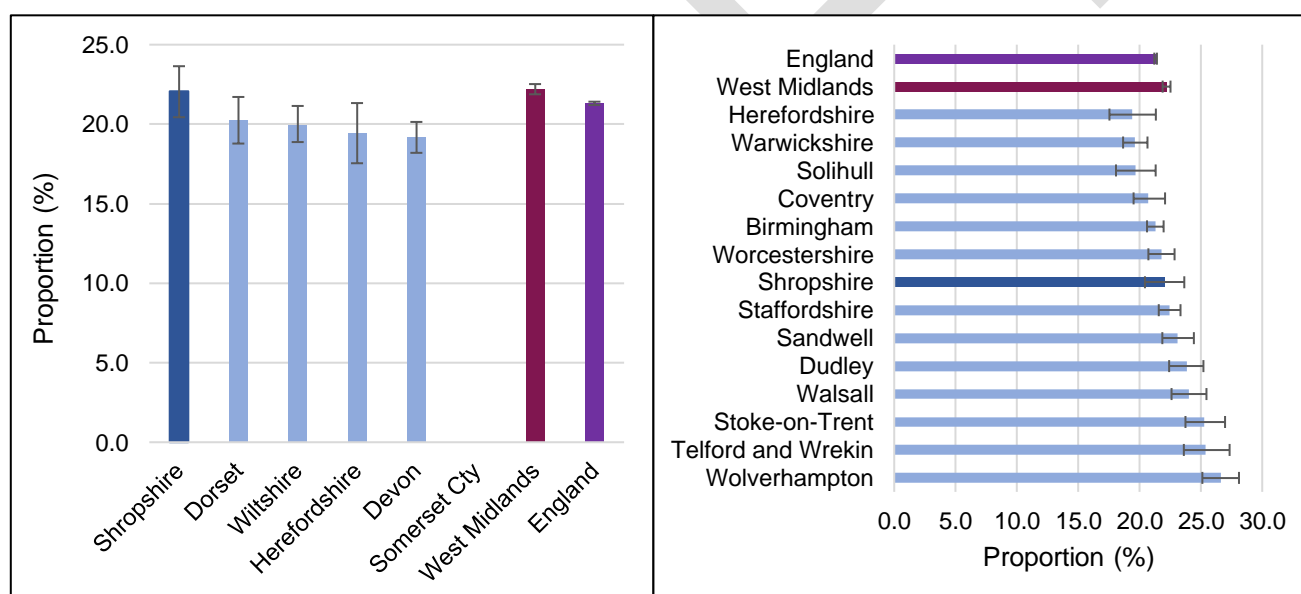 25.0
20.0
15.0
10.0
5.0
0.0
Proportion (%)
Shropshire
Dorset
Wiltshire
Herefordshire
Devon
Somerset Cty
West Midlands
England
England
West Midlands
Herefordshire
Warwickshire
Solihull
Coventry
Birmingham
Worcestershire
Shropshire
Staffordshire
Sandwell
Dudley
Walsall
Stoke-on-Trent
Telford and Wrekin
Wolverhampton
0.0 5.0 10.0 15.0 20.0 25.0 30.0
Proportion (%)